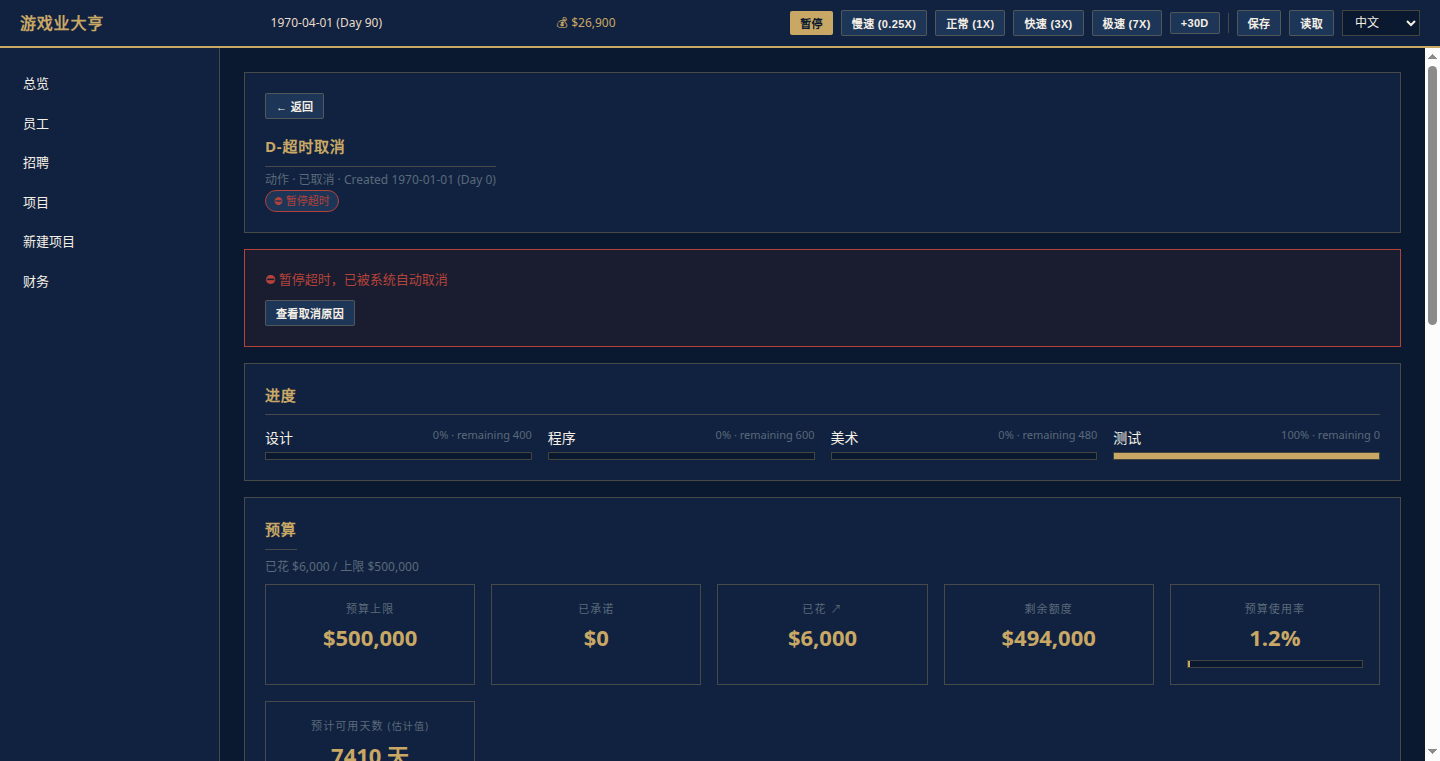 游戏业大亨
1970-04-01 (Day 90)
💰 $26,900
暂停
慢速 (0.25X)
正常 (1X)
快速 (3X)
极速 (7X)
+30D
保存
读取
中文
总览
员工
招聘
项目
新建项目
财务
← 返回
D-超时取消
动作 · 已取消 · Created 1970-01-01 (Day 0)
⛔ 暂停超时
⛔ 暂停超时，已被系统自动取消
查看取消原因
进度
设计 0% · remaining 400
程序 0% · remaining 600
美术 0% · remaining 480
测试 100% · remaining 0
预算
已花 $6,000 / 上限 $500,000
预算上限
$500,000
已承诺
$0
已花 ↗
$6,000
剩余额度
$494,000
预算使用率
1.2%
预计可用天数 (估计值)
7410 天